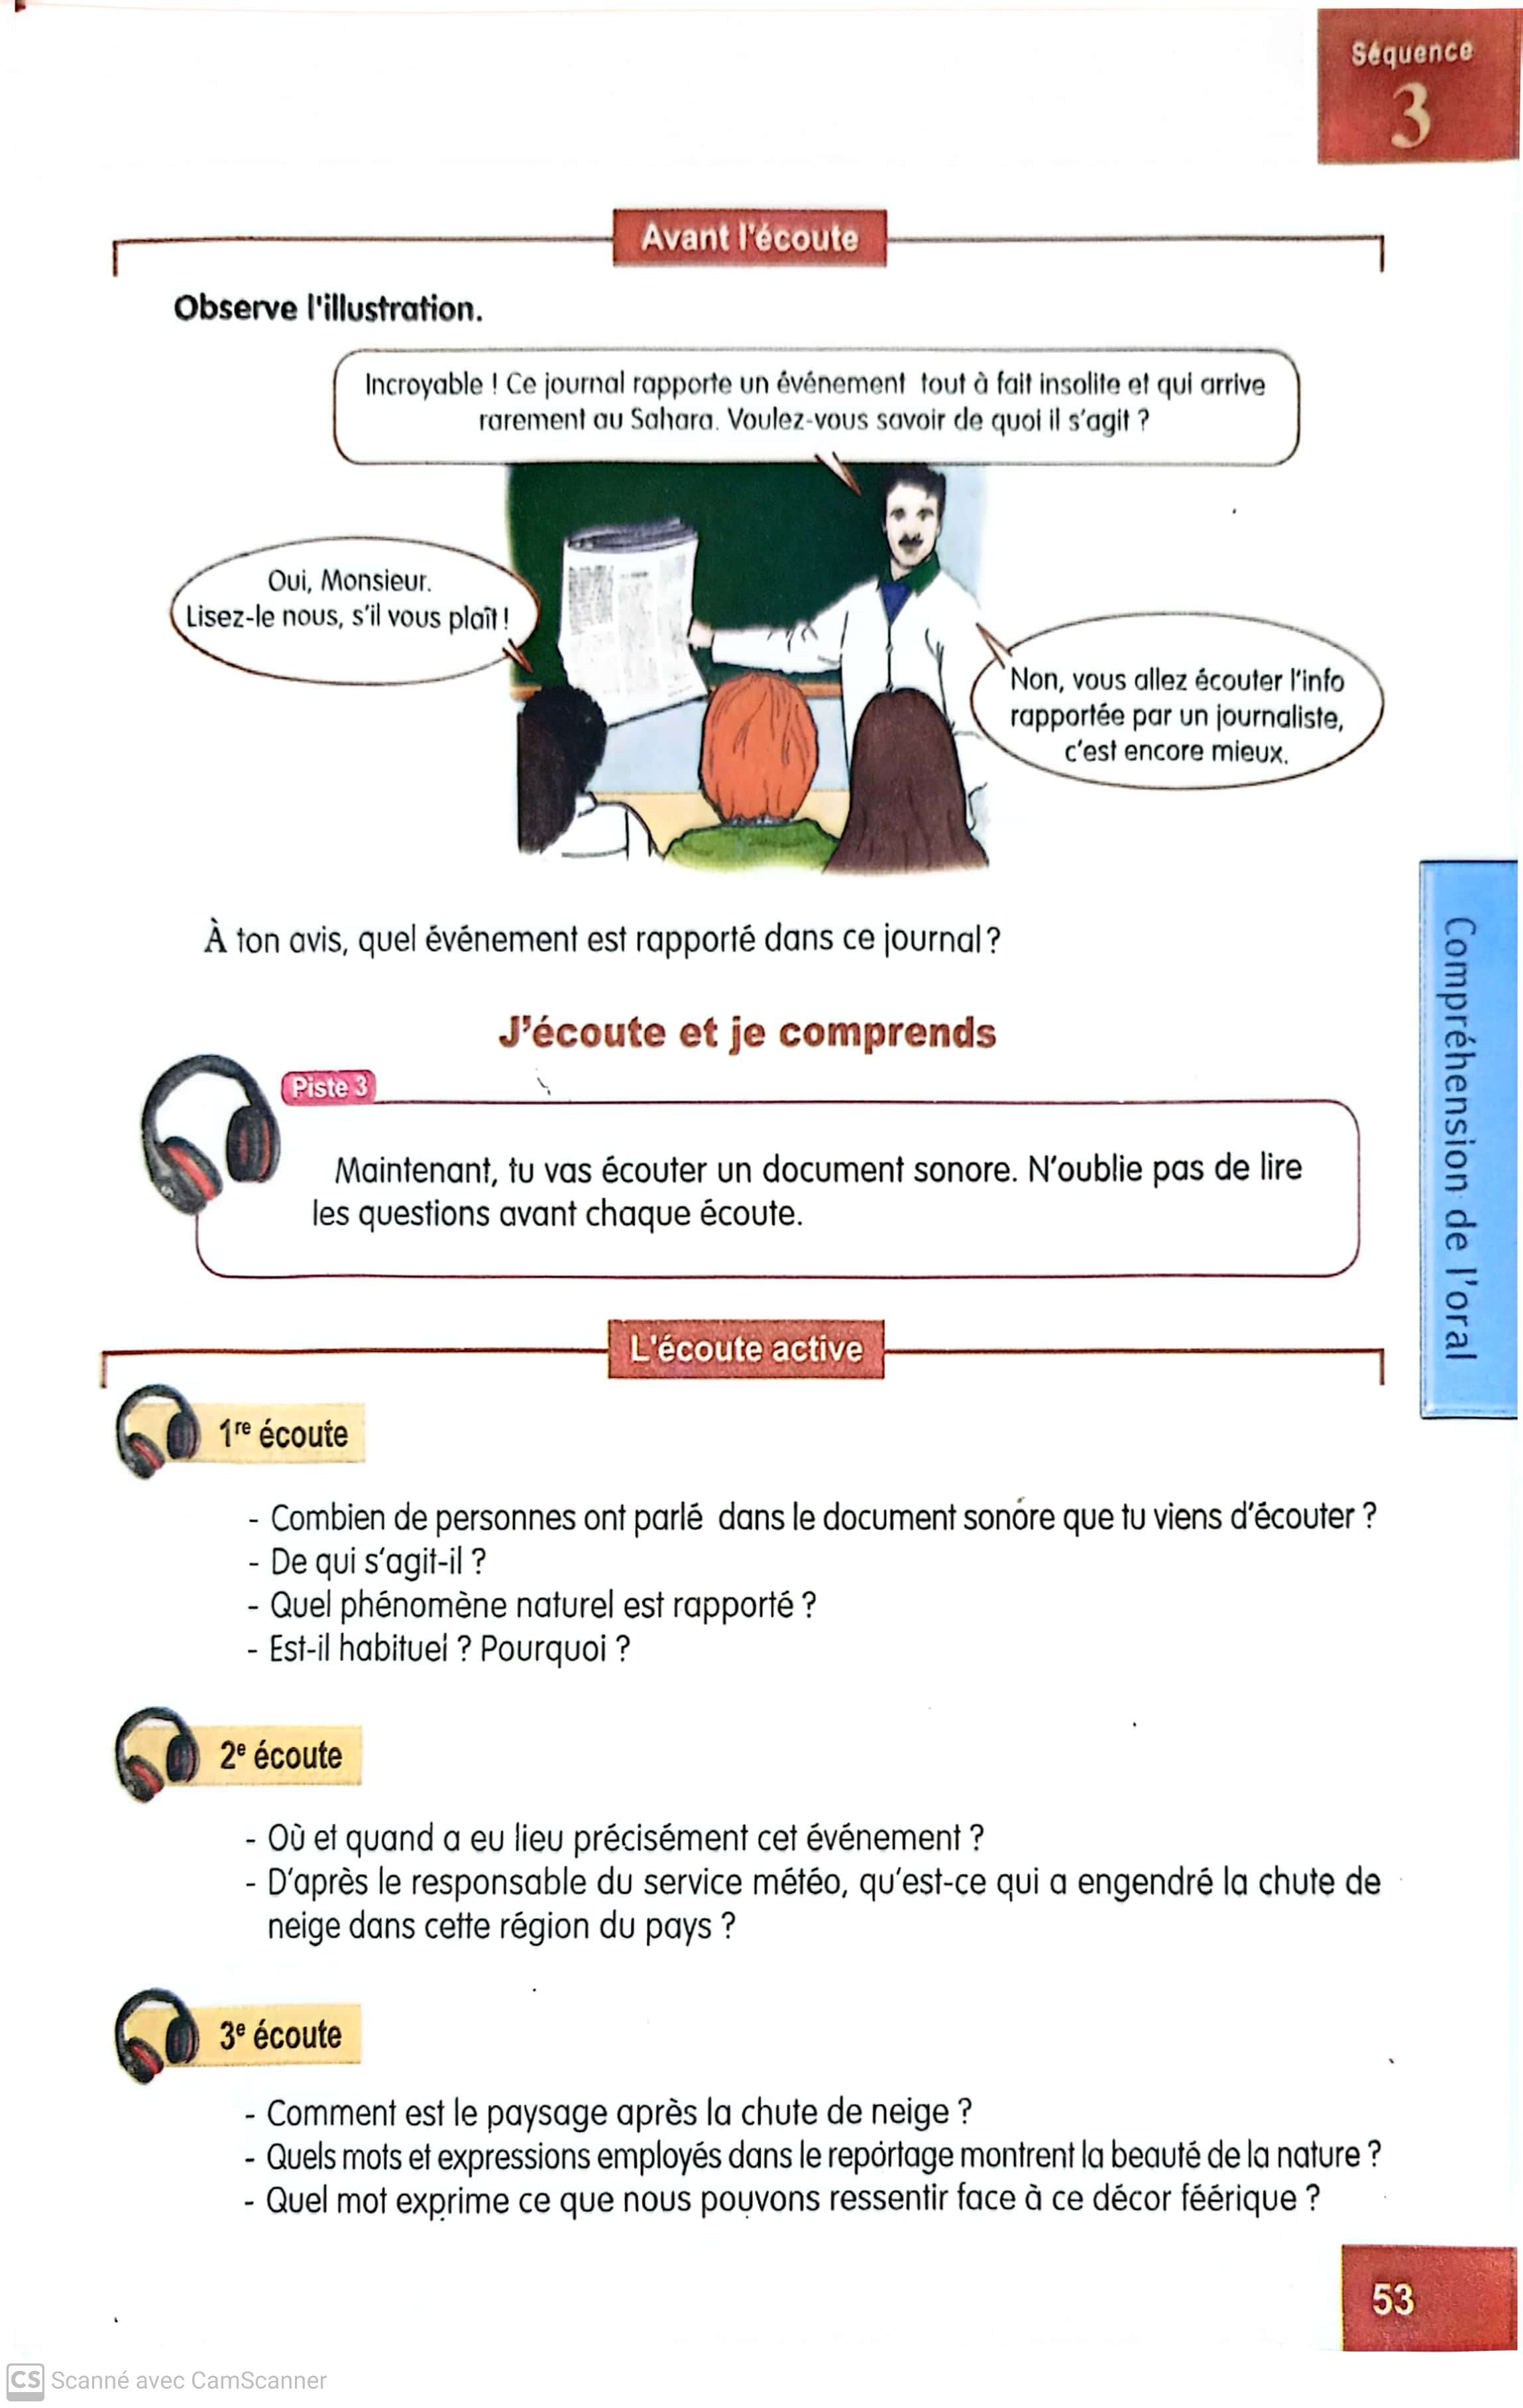 Séquence
3
Avant l'écoute
Observe l'illustration.
Incroyable ! Ce journal rapporte un événement tout à fait insolite et qui arrive
rarement au Sahara. Voulez-vous savoir de quoi il s'agit ?
Oui, Monsieur.
Lisez-le nous, s'il vous plaît !
Non, vous allez écouter l'info
rapportée par un journaliste,
c'est encore mieux.
À ton avis, quel événement est rapporté dans ce journal ?
J'écoute et je comprends
Piste 3
Maintenant, tu vas écouter un document sonore. N'oublie pas de lire
les questions avant chaque écoute.
Compréhension de l'oral
L'écoute active
1re écoute
- Combien de personnes ont parlé dans le document sonore que tu viens d'écouter ?
- De qui s'agit-il ?
- Quel phénomène naturel est rapporté ?
- Est-il habituel ? Pourquoi ?
2e écoute
- Où et quand a eu lieu précisément cet événement ?
- D'après le responsable du service météo, qu'est-ce qui a engendré la chute de
neige dans cette région du pays ?
3e écoute
- Comment est le paysage après la chute de neige ?
- Quels mots et expressions employés dans le reportage montrent la beauté de la nature ?
- Quel mot exprime ce que nous pouvons ressentir face à ce décor féérique ?
53
CS Scanné avec CamScanner